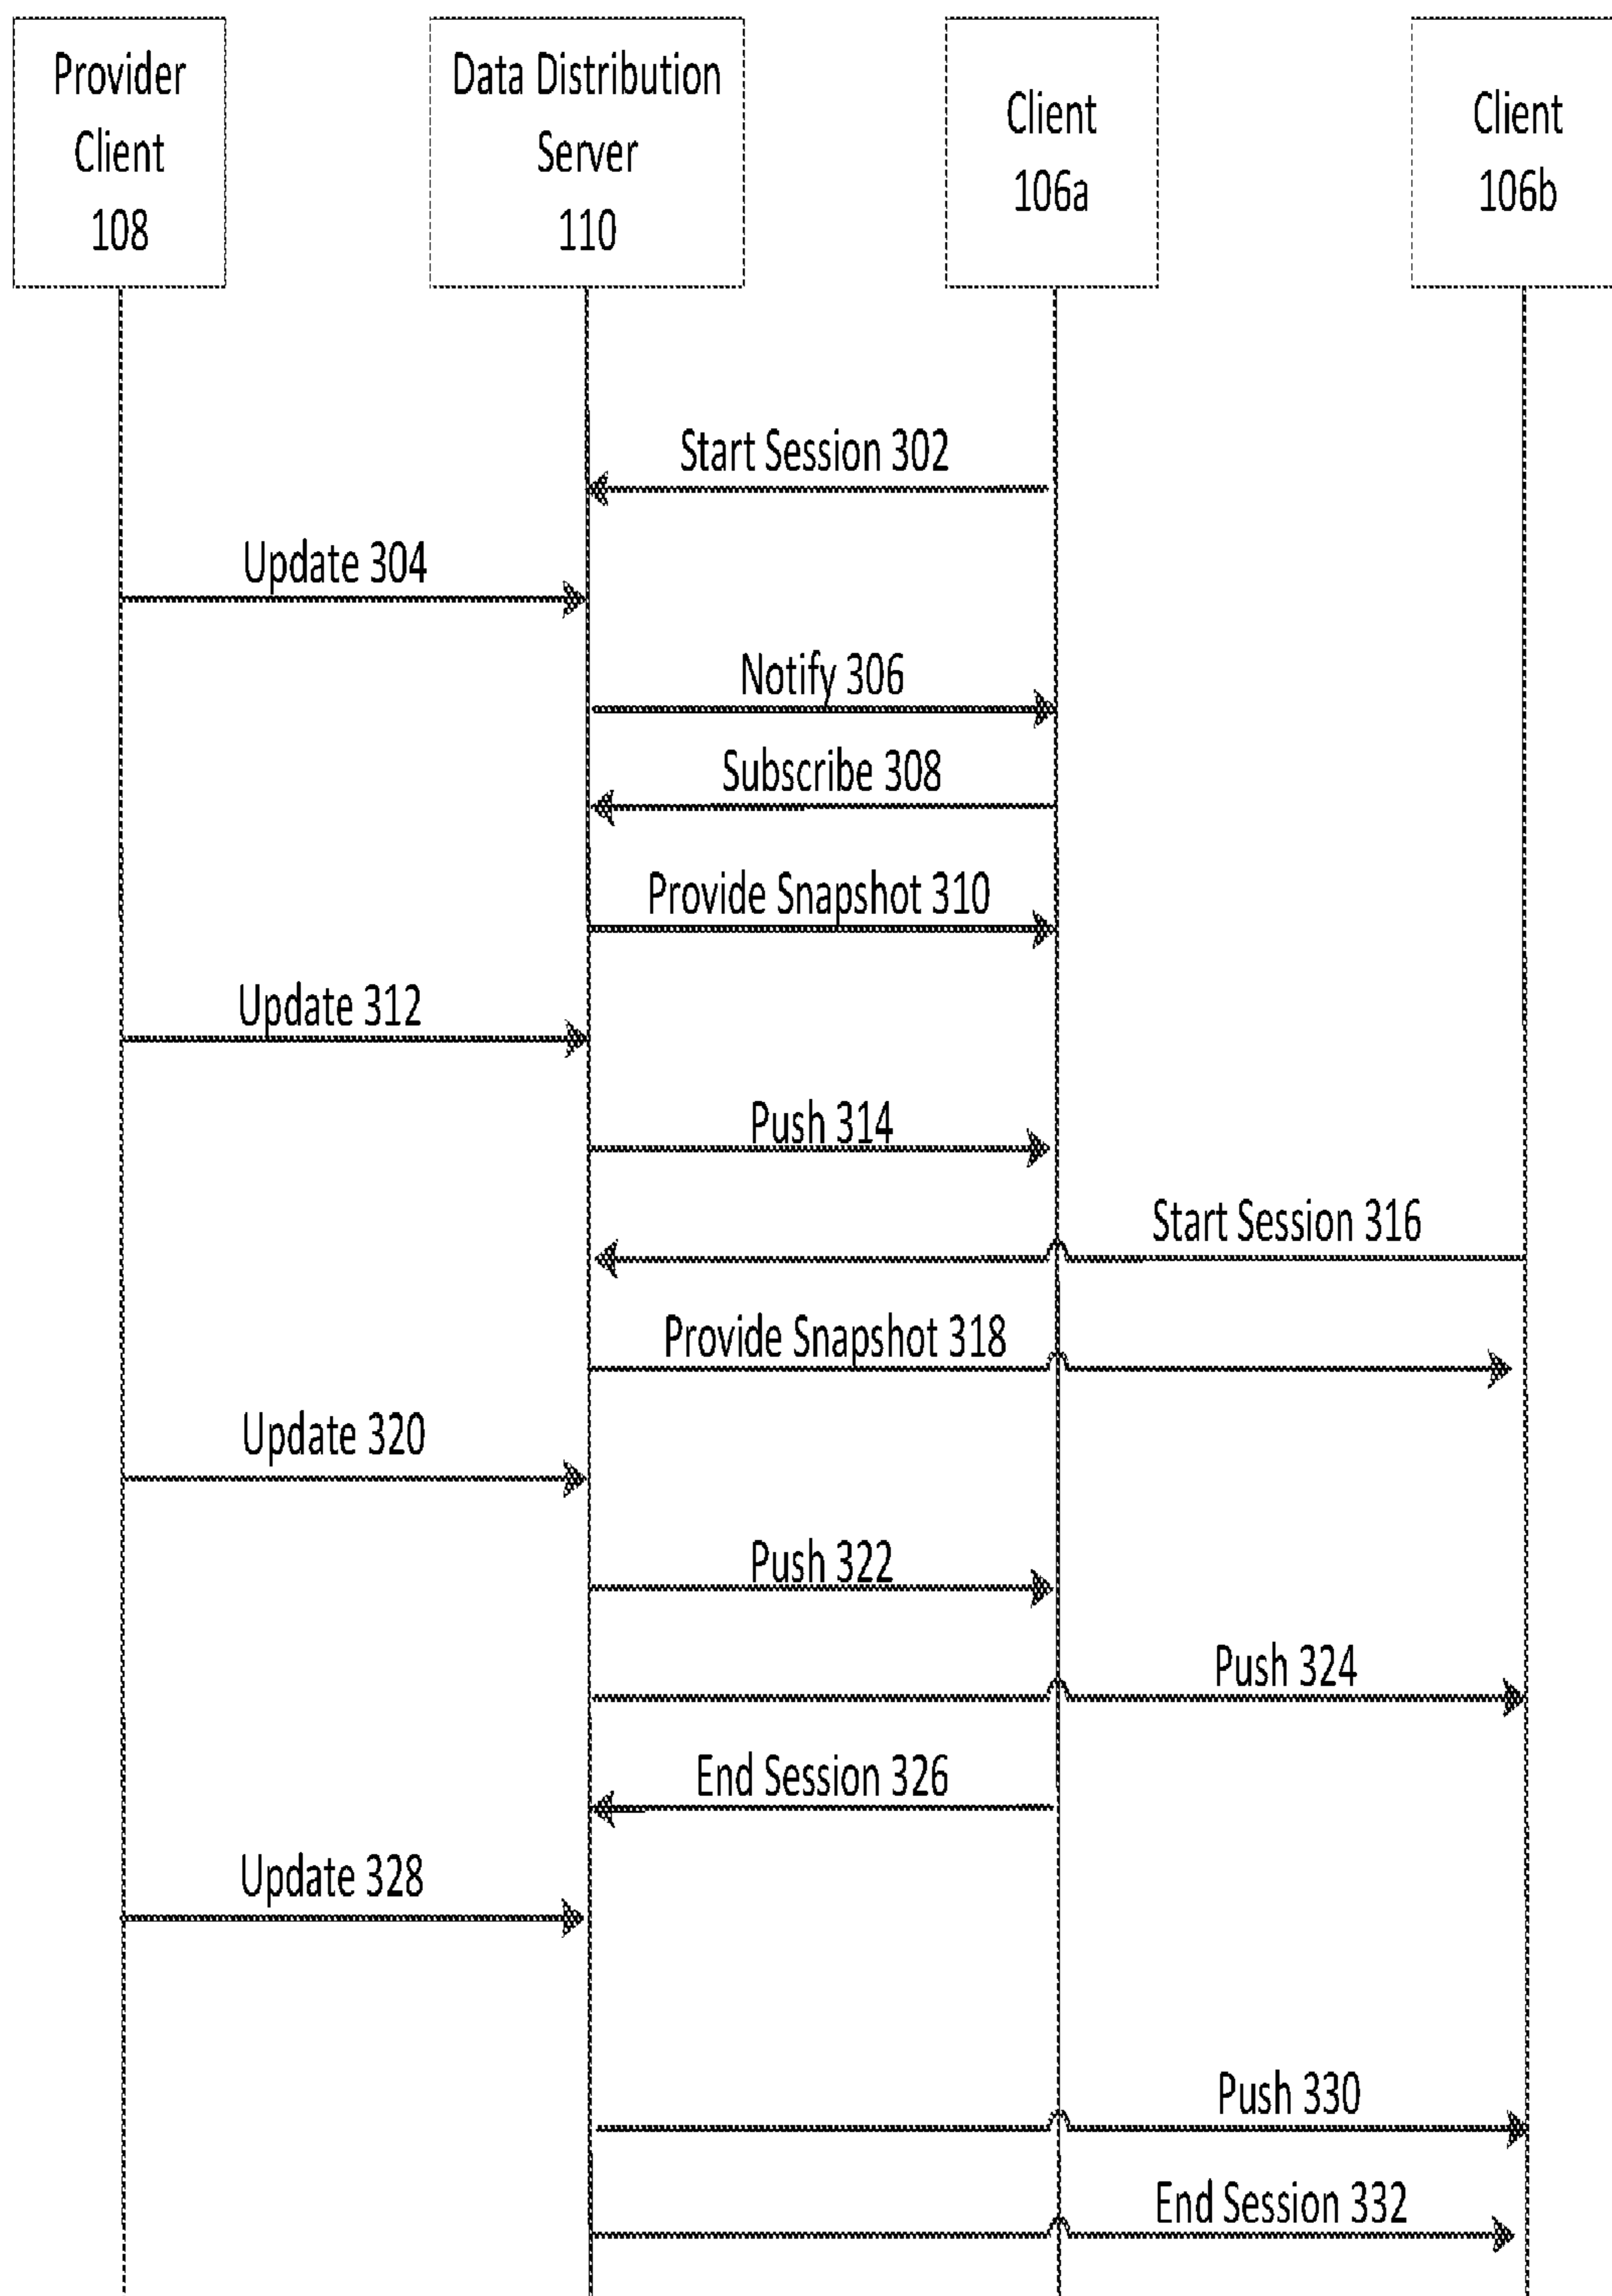 Provider
Client
108
Data Distribution
Server
110
Client
106a
Client
106b
Start Session 302
Update 304
Notify 306
Subscribe 308
Provide Snapshot 310
Update 312
Push 314
Start Session 316
Provide Snapshot 318
Update 320
Push 322
Push 324
End Session 326
Update 328
Push 330
End Session 332